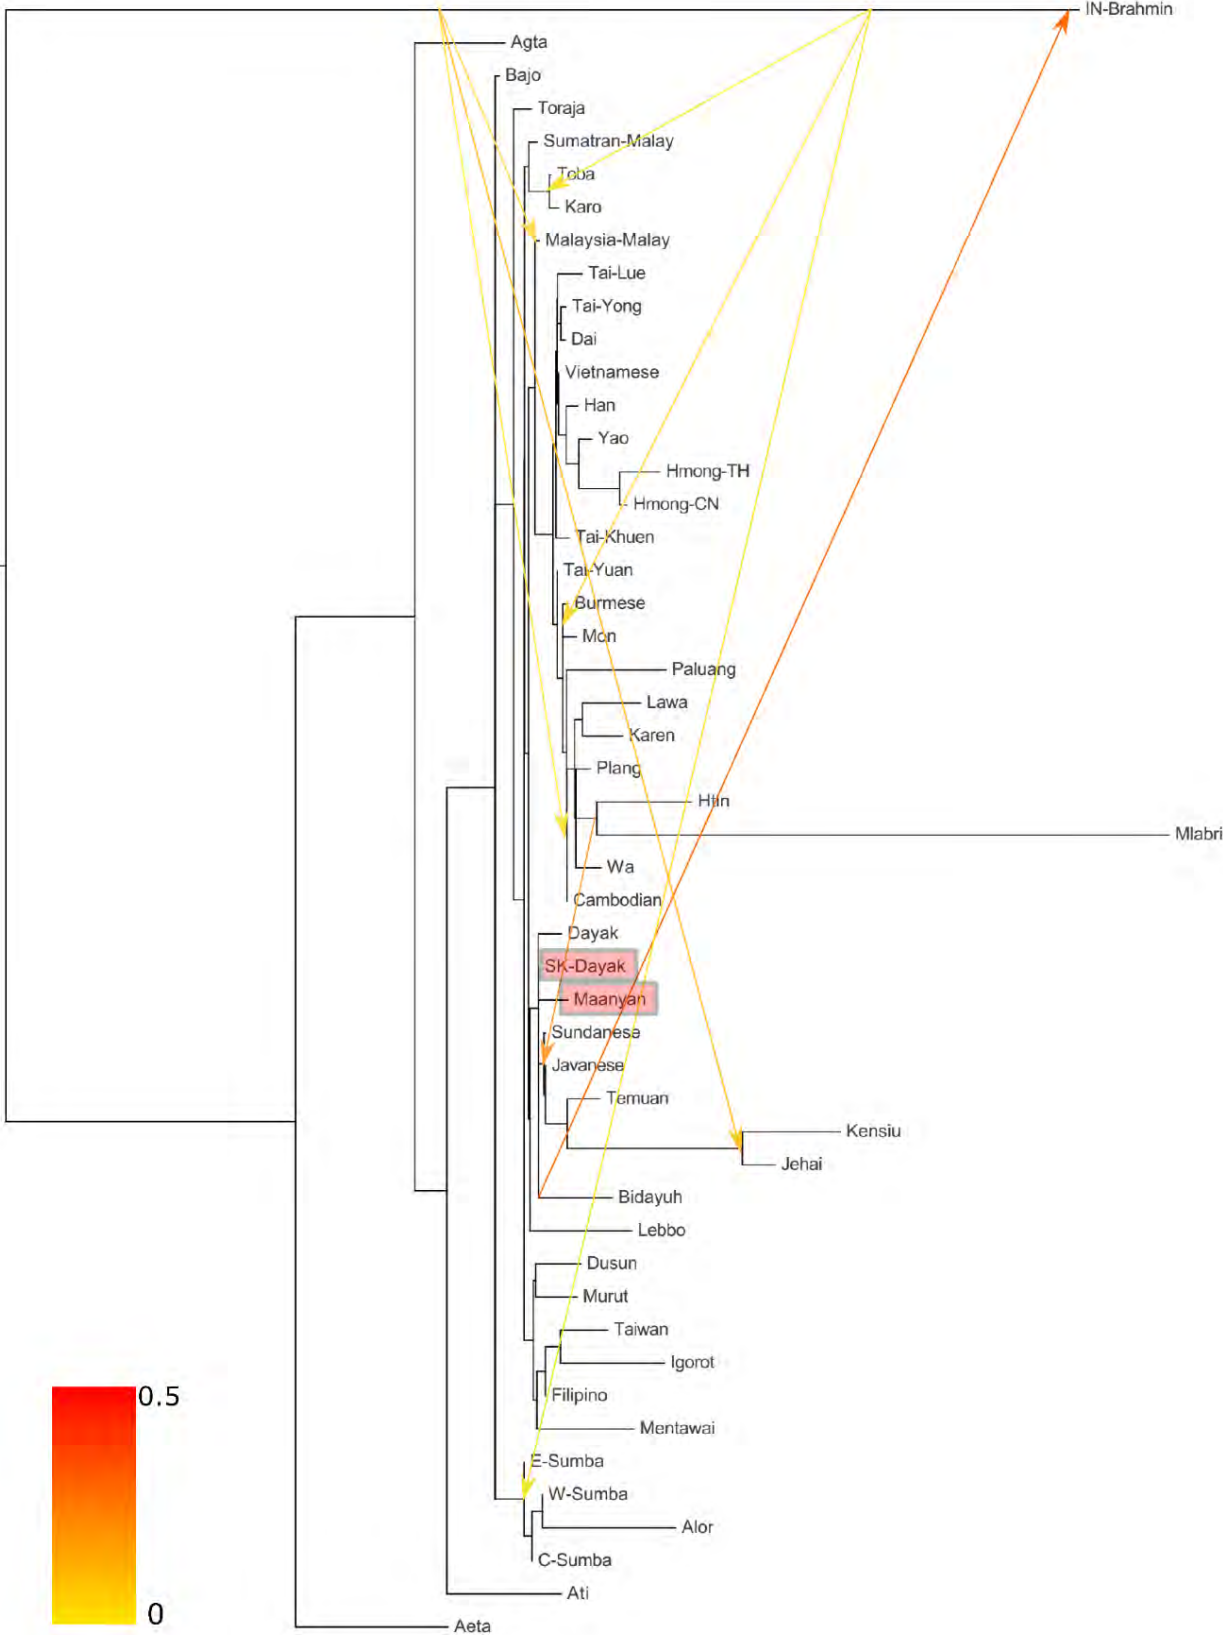 IN-Brahmin
Agta
Bajo
Toraja
Sumatran-Malay
Toba
Karo
Malaysia-Malay
Tai-Lue
Tai-Yong
Dai
Vietnamese
Han
Yao
Hmong-TH
Hmong-CN
Tai-Khuen
Tai-Yuan
Burmese
Mon
Paluang
Lawa
Karen
Plang
Htin
Mlabri
Wa
Cambodian
Dayak
SK-Dayak
Maanyan
Sundanese
Javanese
Temuan
Kensiu
Jehai
Bidayuh
Lebbo
Dusun
Murut
Taiwan
Igorot
0.5
Filipino
Mentawai
E-Sumba
W-Sumba
Alor
C-Sumba
Ati
0
Aeta